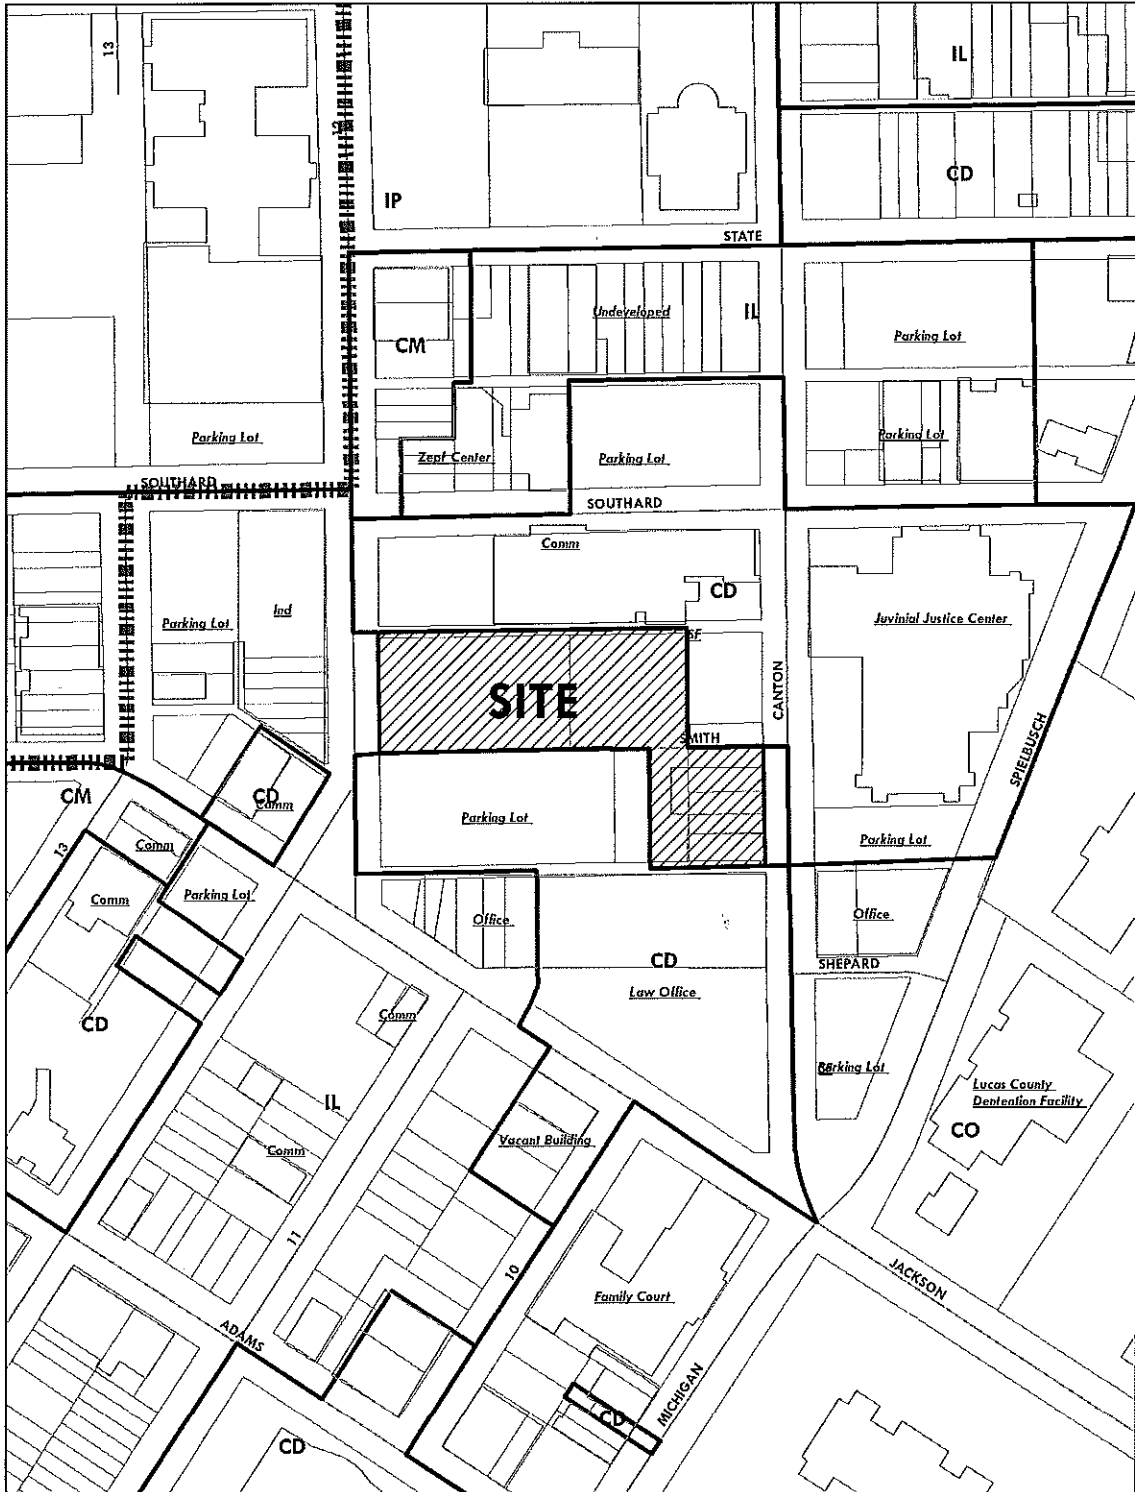 13
IL
12
CD
IP
STATE
Undeveloped
IL
CM
Parking Lot
Parking Lot
Zepf Center
Parking Lot
Parking Lot
SOUTHARD
SOUTHARD
Comm
CD
Ind
Parking Lot
Juvinial Justice Center
SF
SITE
CANTON
SMITH
SPIELBUSCH
CM
CD
Comm
Parking Lot
13
Comm
Parking Lot
Comm
Parking Lot
Office
Office
CD
SHEPARD
Law Office
Comm
CD
Parking Lot
Lucas County
Dentention Facility
IL
CO
Vacant Building
Comm
11
10
JACKSON
Family Court
ADAMS
MICHIGAN
CD
CD